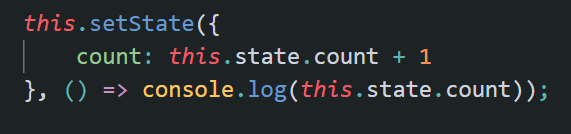 this.setState({
    count: this.state.count + 1
}, () => console.log(this.state.count));